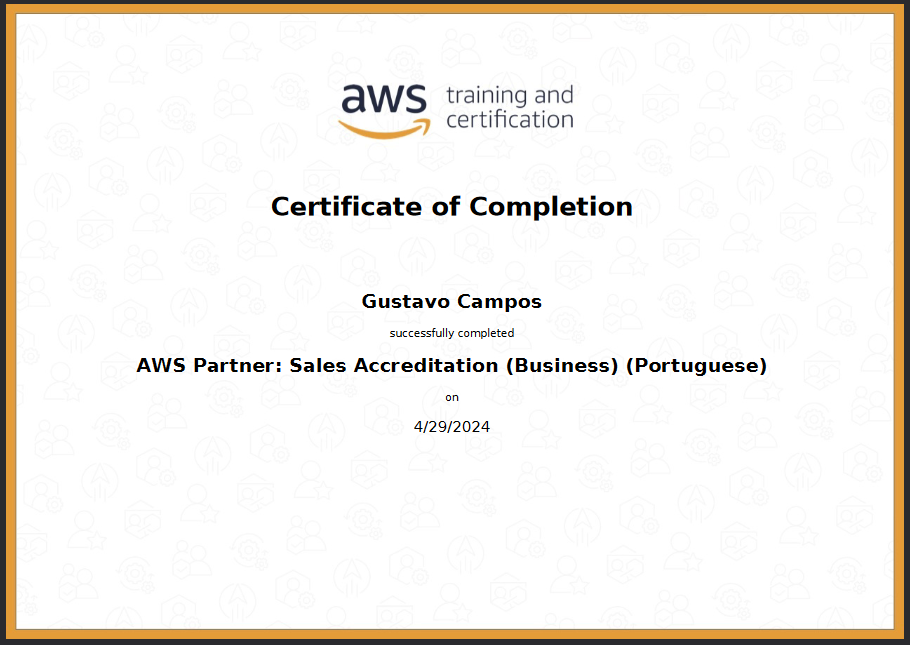 aws training and
certification
Certificate of Completion
Gustavo Campos
successfully completed
AWS Partner: Sales Accreditation (Business) (Portuguese)
on
4/29/2024